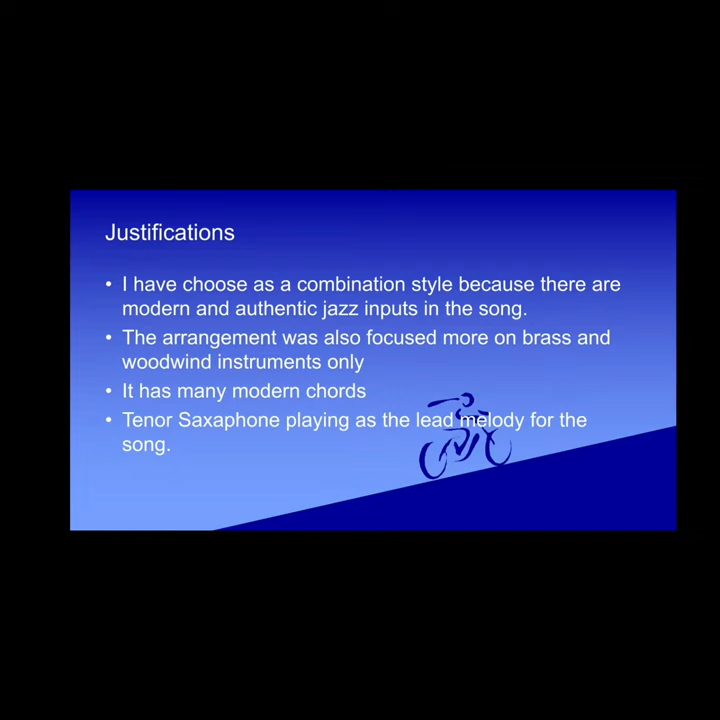 Justifications
• I have choose as a combination style because there are
modern and authentic jazz inputs in the song.
• The arrangement was also focused more on brass and
woodwind instruments only
• It has many modern chords
• Tenor Saxaphone playing as the lead melody for the
song.